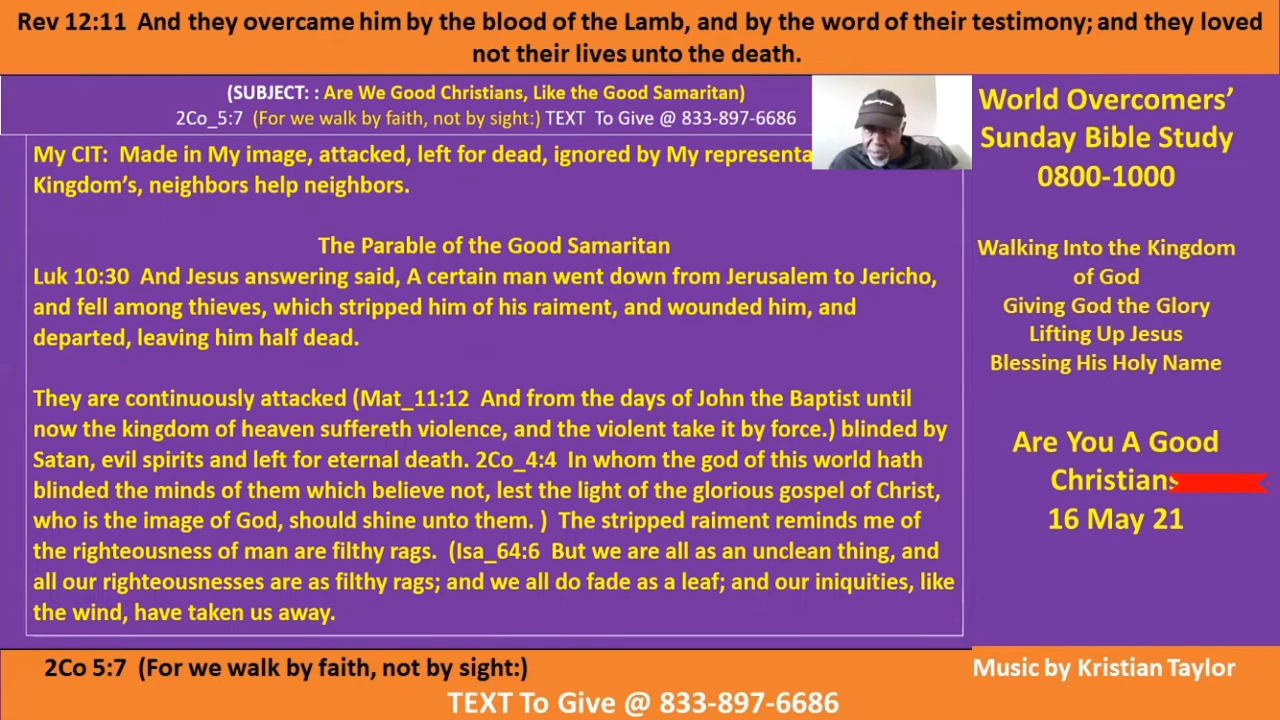 Rev 12:11  And they overcame him by the blood of the Lamb, and by the word of their testimony; and they loved
not their lives unto the death.
(SUBJECT: : Are We Good Christians, Like the Good Samaritan)
2Co_5:7  (For we walk by faith, not by sight:) TEXT  To Give @ 833-897-6686
My CIT:  Made in My image, attacked, left for dead, ignored by My representa
Kingdom's, neighbors help neighbors.
The Parable of the Good Samaritan
Luk 10:30  And Jesus answering said, A certain man went down from Jerusalem to Jericho,
and fell among thieves, which stripped him of his raiment, and wounded him, and
departed, leaving him half dead.
They are continuously attacked (Mat_11:12  And from the days of John the Baptist until
now the kingdom of heaven suffereth violence, and the violent take it by force.) blinded by
Satan, evil spirits and left for eternal death. 2Co_4:4  In whom the god of this world hath
blinded the minds of them which believe not, lest the light of the glorious gospel of Christ,
who is the image of God, should shine unto them. )  The stripped raiment reminds me of
the righteousness of man are filthy rags.  (Isa_64:6  But we are all as an unclean thing, and
all our righteousnesses are as filthy rags; and we all do fade as a leaf; and our iniquities, like
the wind, have taken us away.
World Overcomers'
Sunday Bible Study
0800-1000
Walking Into the Kingdom
of God
Giving God the Glory
Lifting Up Jesus
Blessing His Holy Name
Are You A Good
Christians
16 May 21
2Co 5:7  (For we walk by faith, not by sight:)
Music by Kristian Taylor
TEXT To Give @ 833-897-6686